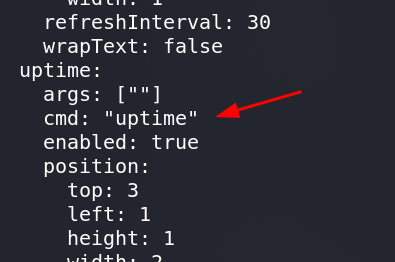 width: 1
refreshInterval: 30
wrapText: false
uptime:
args: [""]
cmd: "uptime"
enabled: true
position:
top: 3
left: 1
height: 1
width: 2